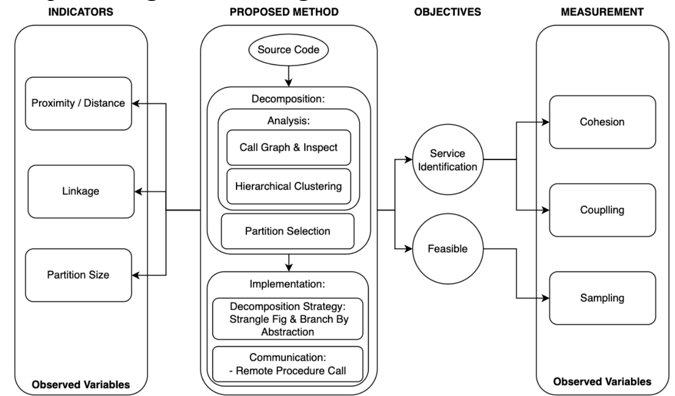 INDICATORS
PROPOSED METHOD
OBJECTIVES
MEASUREMENT
Proximity / Distance
Linkage
Partition Size
Observed Variables
Source Code
Decomposition:
Analysis:
Call Graph & Inspect
Hierarchical Clustering
Partition Selection
Implementation:
Decomposition Strategy:
Strangle Fig & Branch By
Abstraction
Communication:
- Remote Procedure Call
Service
Identification
Feasible
Cohesion
Couplling
Sampling
Observed Variables